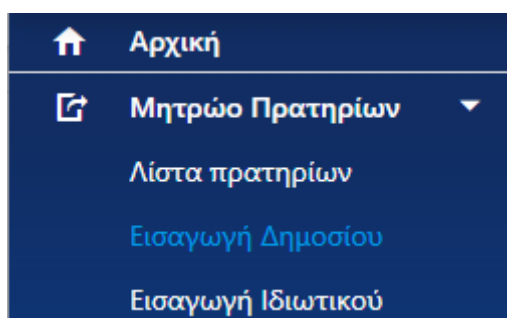 Αρχική
Μητρώο Πρατηρίων
Λίστα πρατηρίων
Εισαγωγή Δημοσίου
Εισαγωγή Ιδιωτικού